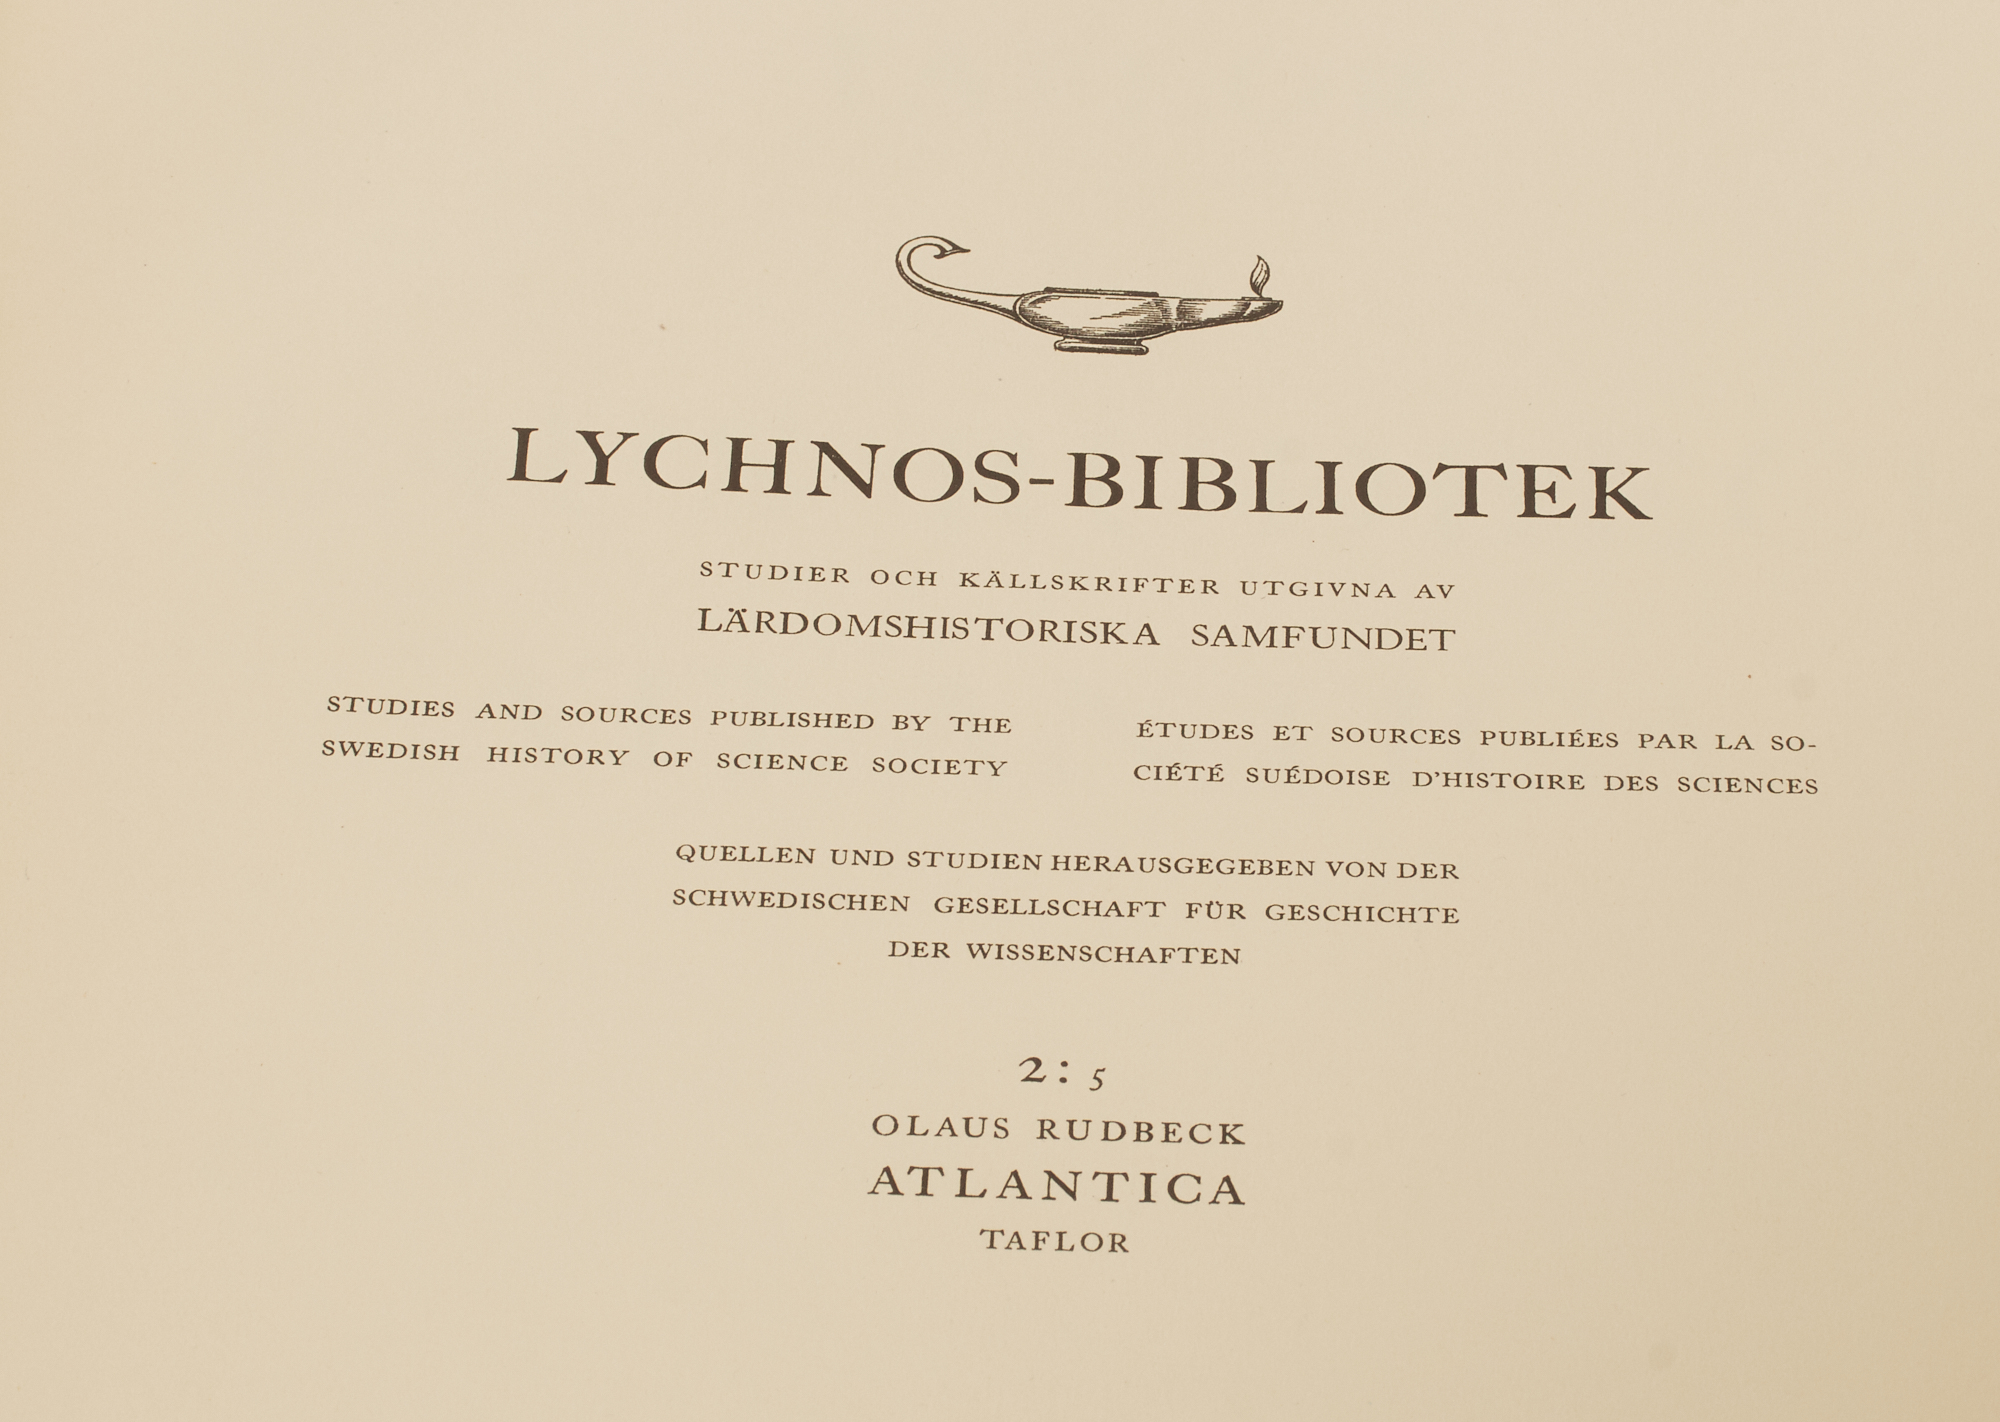 LYCHNOS-BIBLIOTEK
STUDIER OCH KÄLLSKRIFTER UTGIVNA AV
LÄRDOMSHISTORISKA SAMFUNDET
STUDIES AND SOURCES PUBLISHED BY THE
SWEDISH HISTORY OF SCIENCE SOCIETY
ÉTUDES ET SOURCES PUBLIÉES PAR LA SO-
CIÉTÉ SUÉDOISE D'HISTOIRE DES SCIENCES
QUELLEN UND STUDIEN HERAUSGEGEBEN VON DER
SCHWEDISCHEN GESELLSCHAFT FÜR GESCHICHTE
DER WISSENSCHAFTEN
2: 5
OLAUS RUDBECK
ATLANTICA
TAFLOR